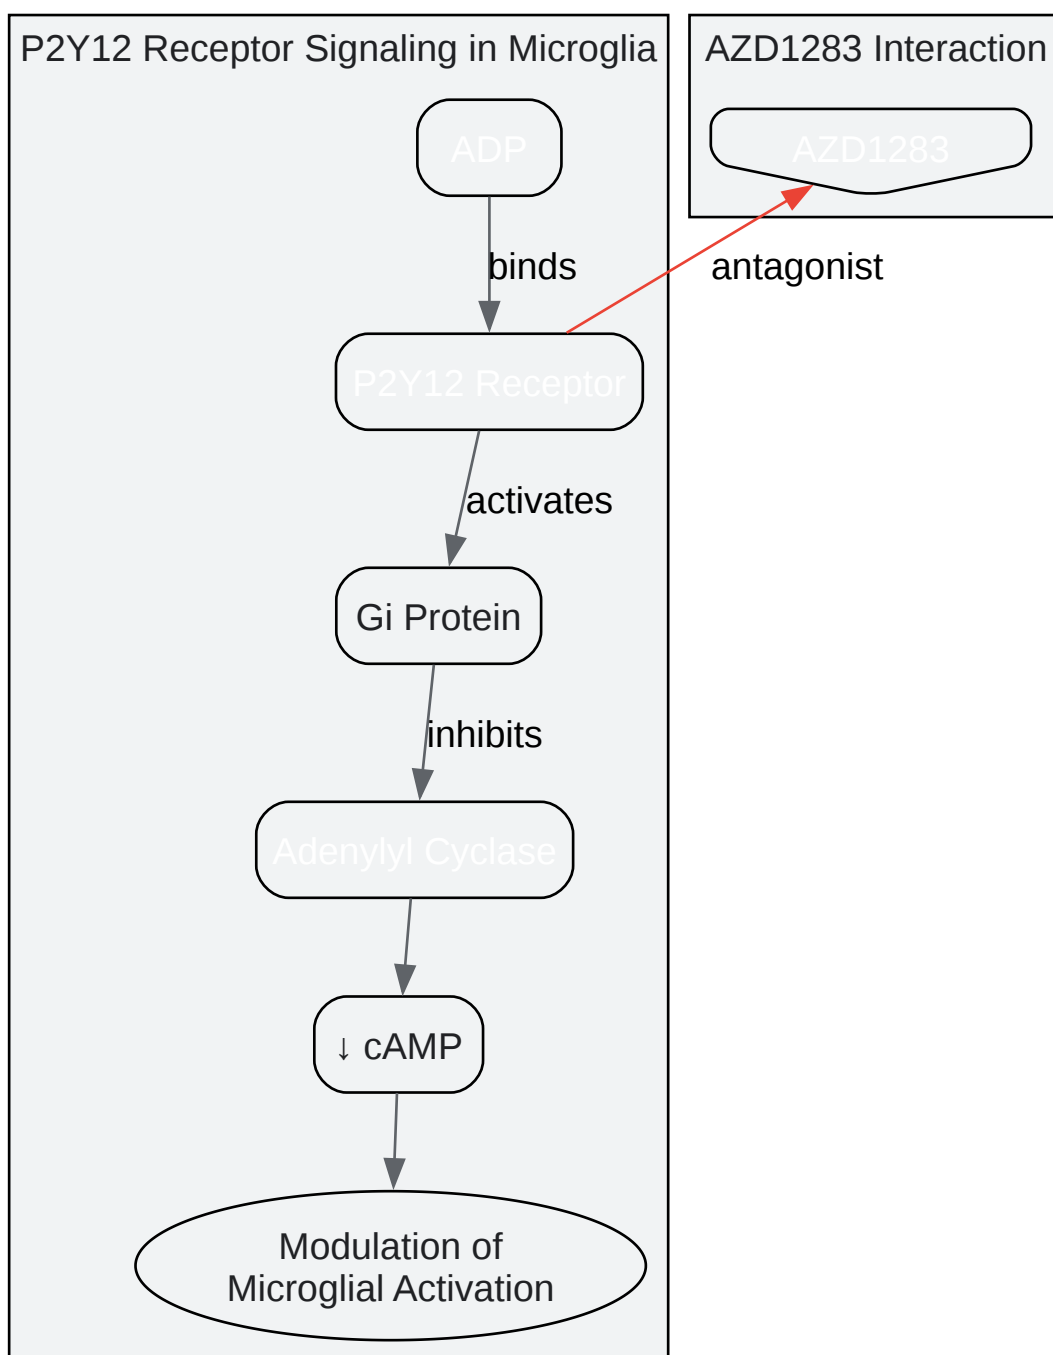 P2Y12 Receptor Signaling in Microglia
AZD1283 Interaction
ADP
AZD1283
binds
antagonist
P2Y12 Receptor
activates
Gi Protein
inhibits
Adenylyl Cyclase
↓ cAMP
Modulation of
Microglial Activation